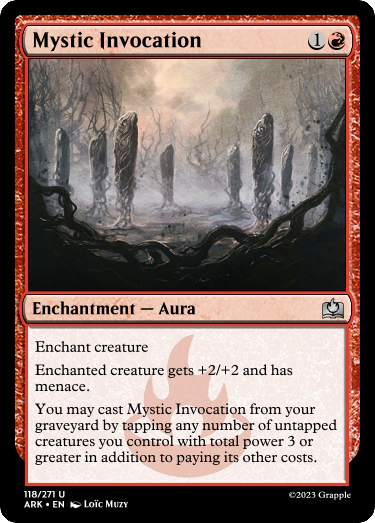 Mystic Invocation 1
Enchantment — Aura
Enchant creature
Enchanted creature gets +2/+2 and has
menace.
You may cast Mystic Invocation from your
graveyard by tapping any number of untapped
creatures you control with total power 3 or
greater in addition to paying its other costs.
118/271 U
ARK • EN Loïc Muzy
©2023 Grapple